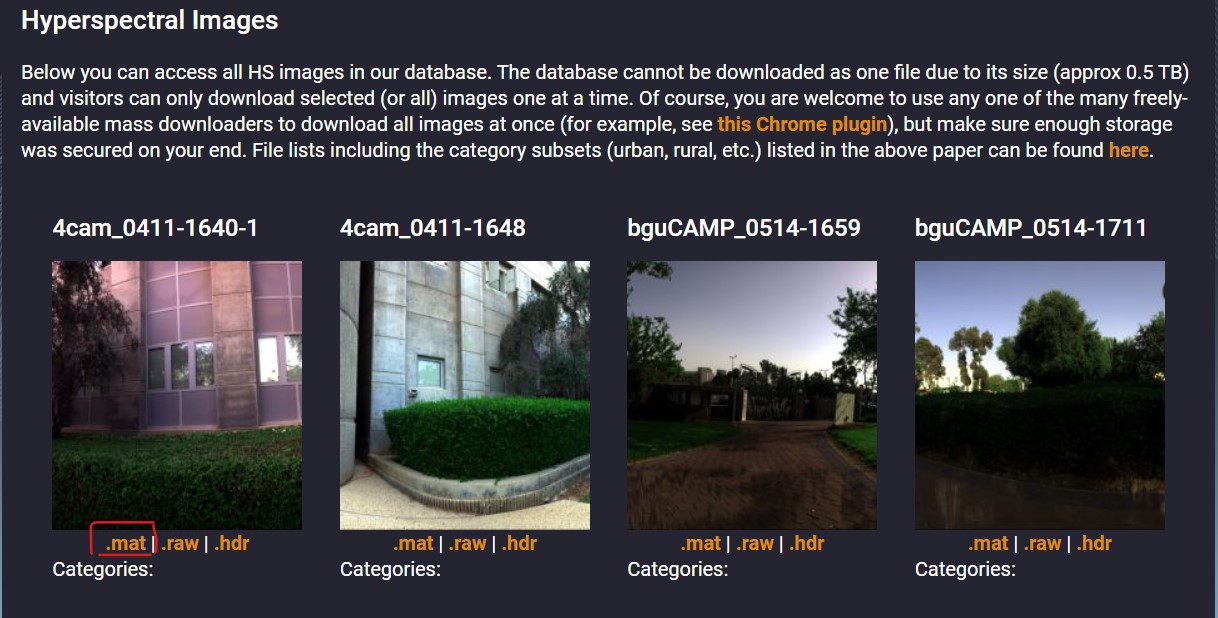 Hyperspectral Images
Below you can access all HS images in our database. The database cannot be downloaded as one file due to its size (approx 0.5 TB)
and visitors can only download selected (or all) images one at a time. Of course, you are welcome to use any one of the many freely-
available mass downloaders to download all images at once (for example, see this Chrome plugin), but make sure enough storage
was secured on your end. File lists including the category subsets (urban, rural, etc.) listed in the above paper can be found here.
4cam_0411-1640-1
4cam_0411-1648
bguCAMP_0514-1659
bguCAMP_0514-1711
.mat | .raw | .hdr
.mat | .raw | .hdr
.mat | .raw | .hdr
.mat | .raw | .hdr
Categories:
Categories:
Categories:
Categories: